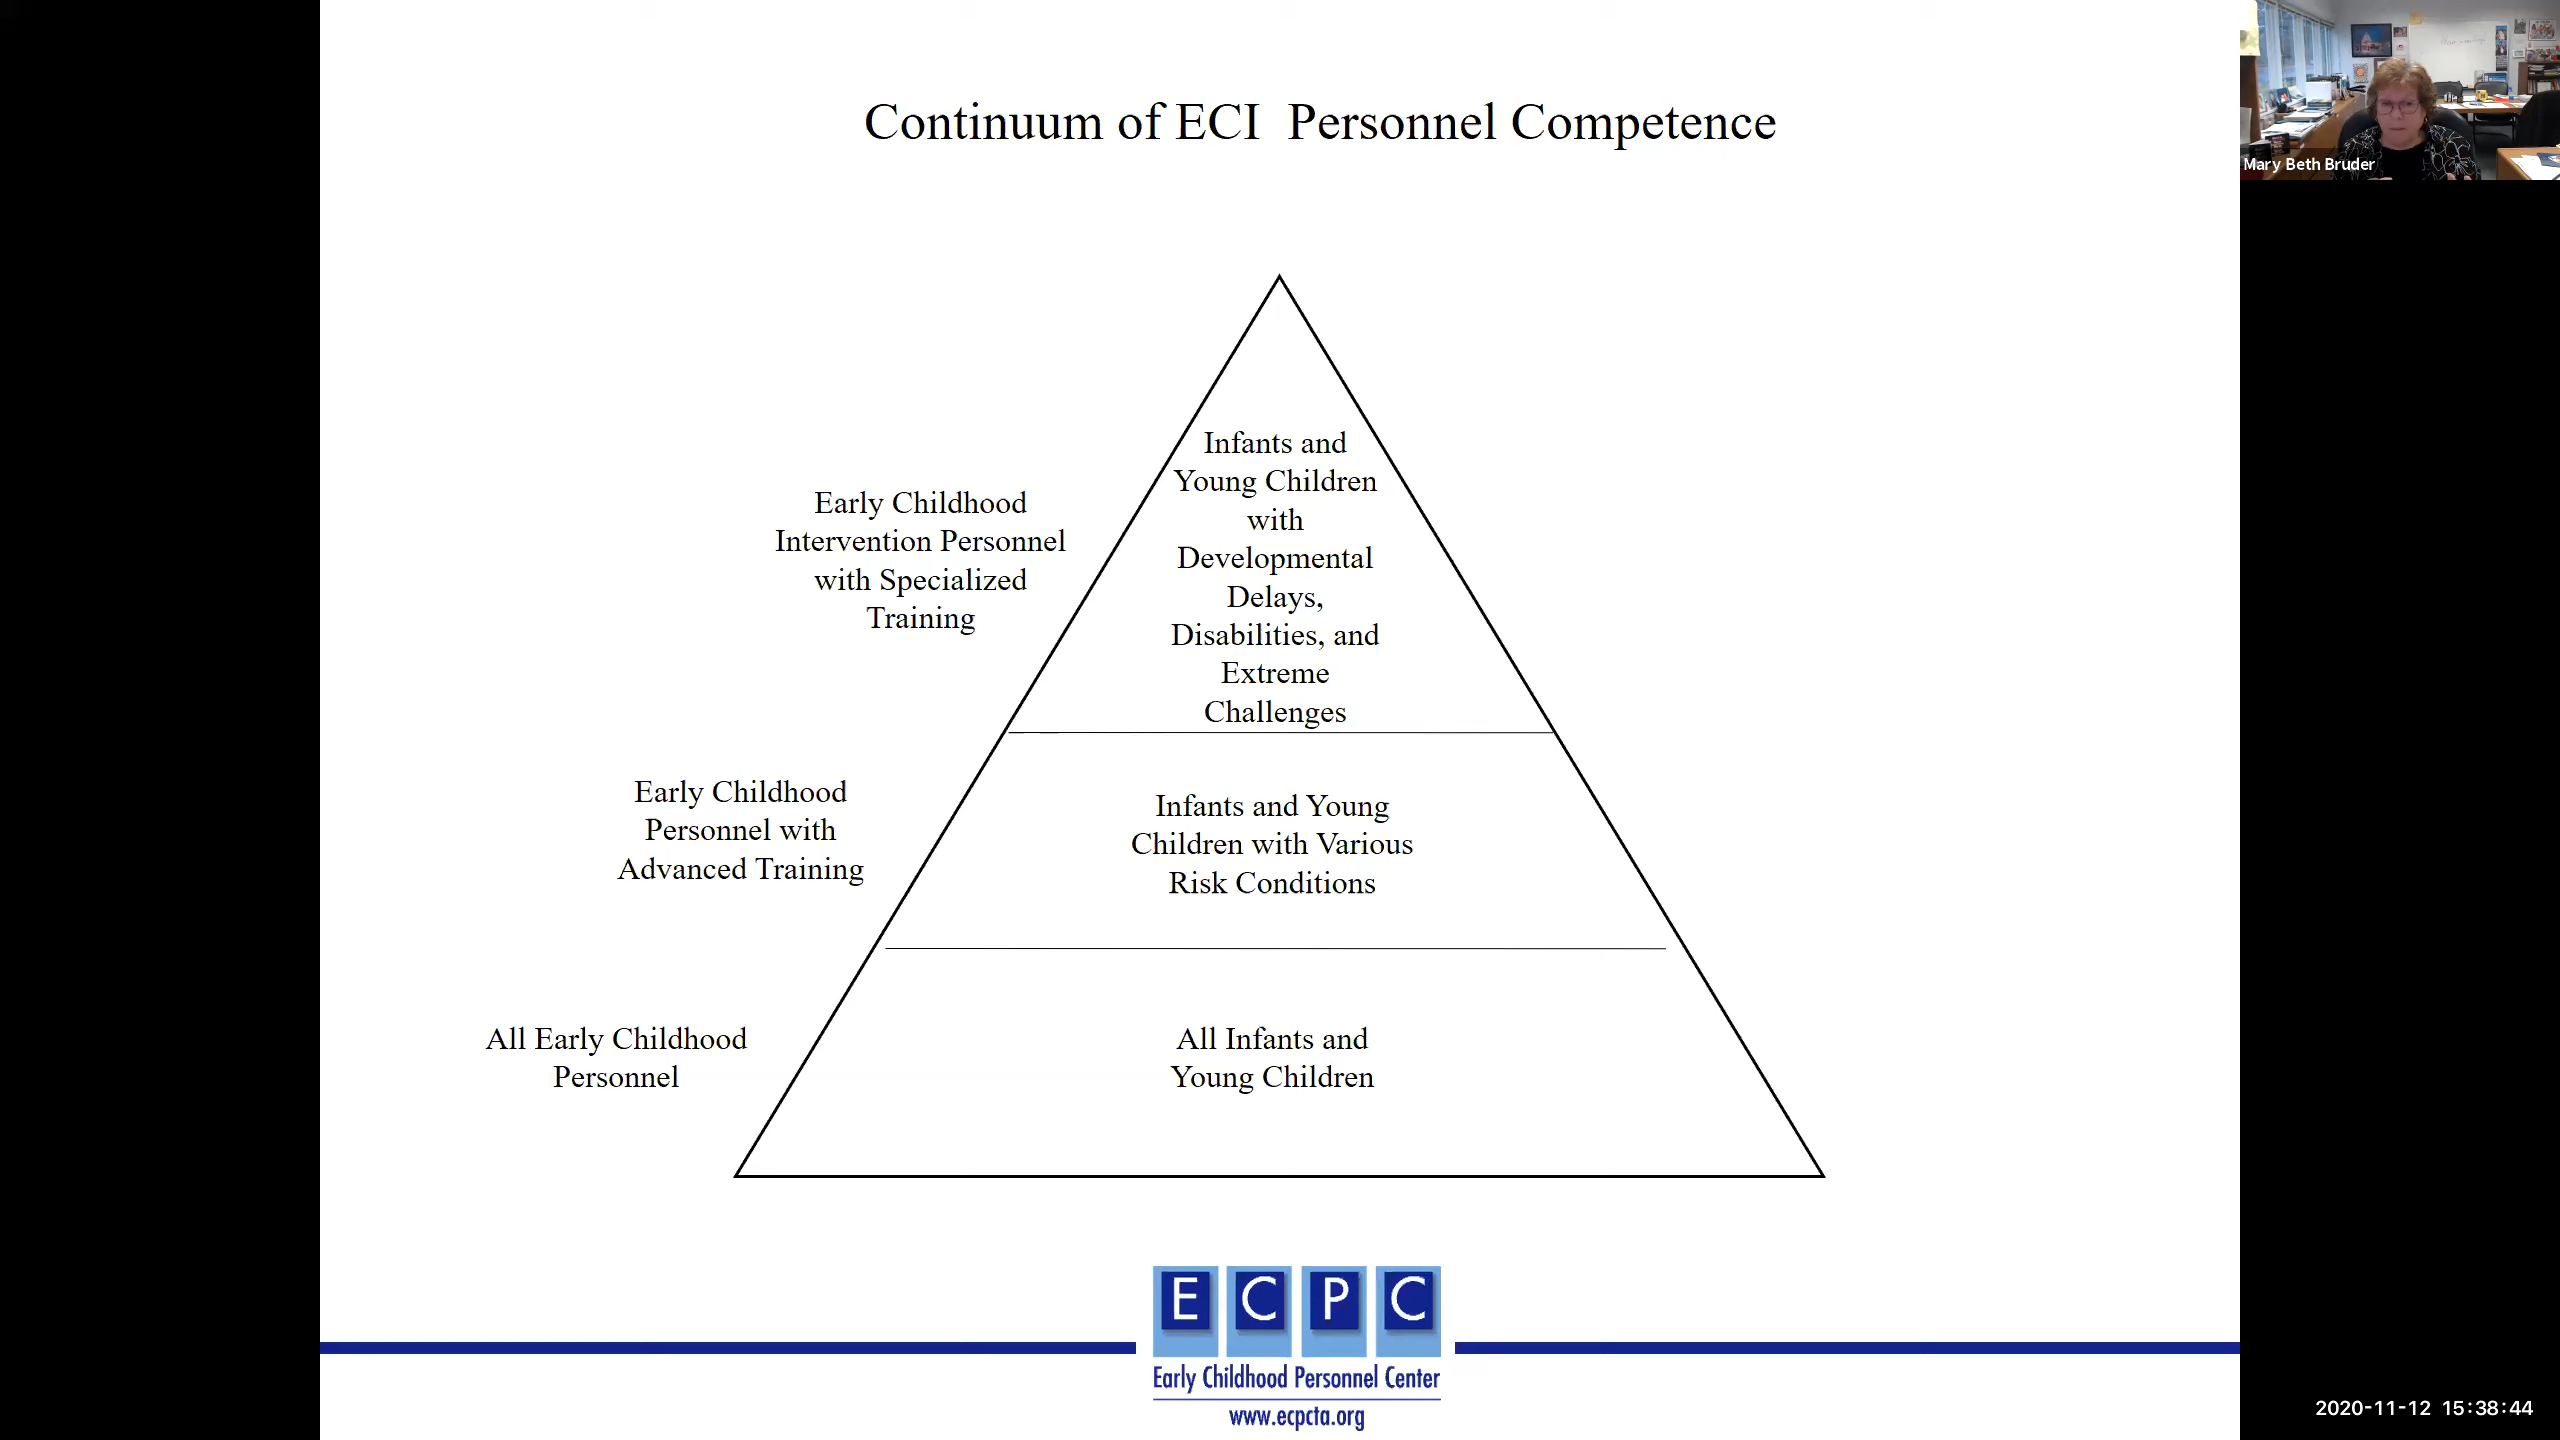 Continuum of ECI  Personnel Competence
Mary Beth Bruder
Infants and
Young Children
with
Developmental
Delays,
Disabilities, and
Extreme
Challenges
Early Childhood
Intervention Personnel
with Specialized
Training
Early Childhood
Personnel with
Advanced Training
Infants and Young
Children with Various
Risk Conditions
All Early Childhood
Personnel
All Infants and
Young Children
E C P C
Early Childhood Personnel Center
www.ecpcta.org
2020-11-12 15:38:44